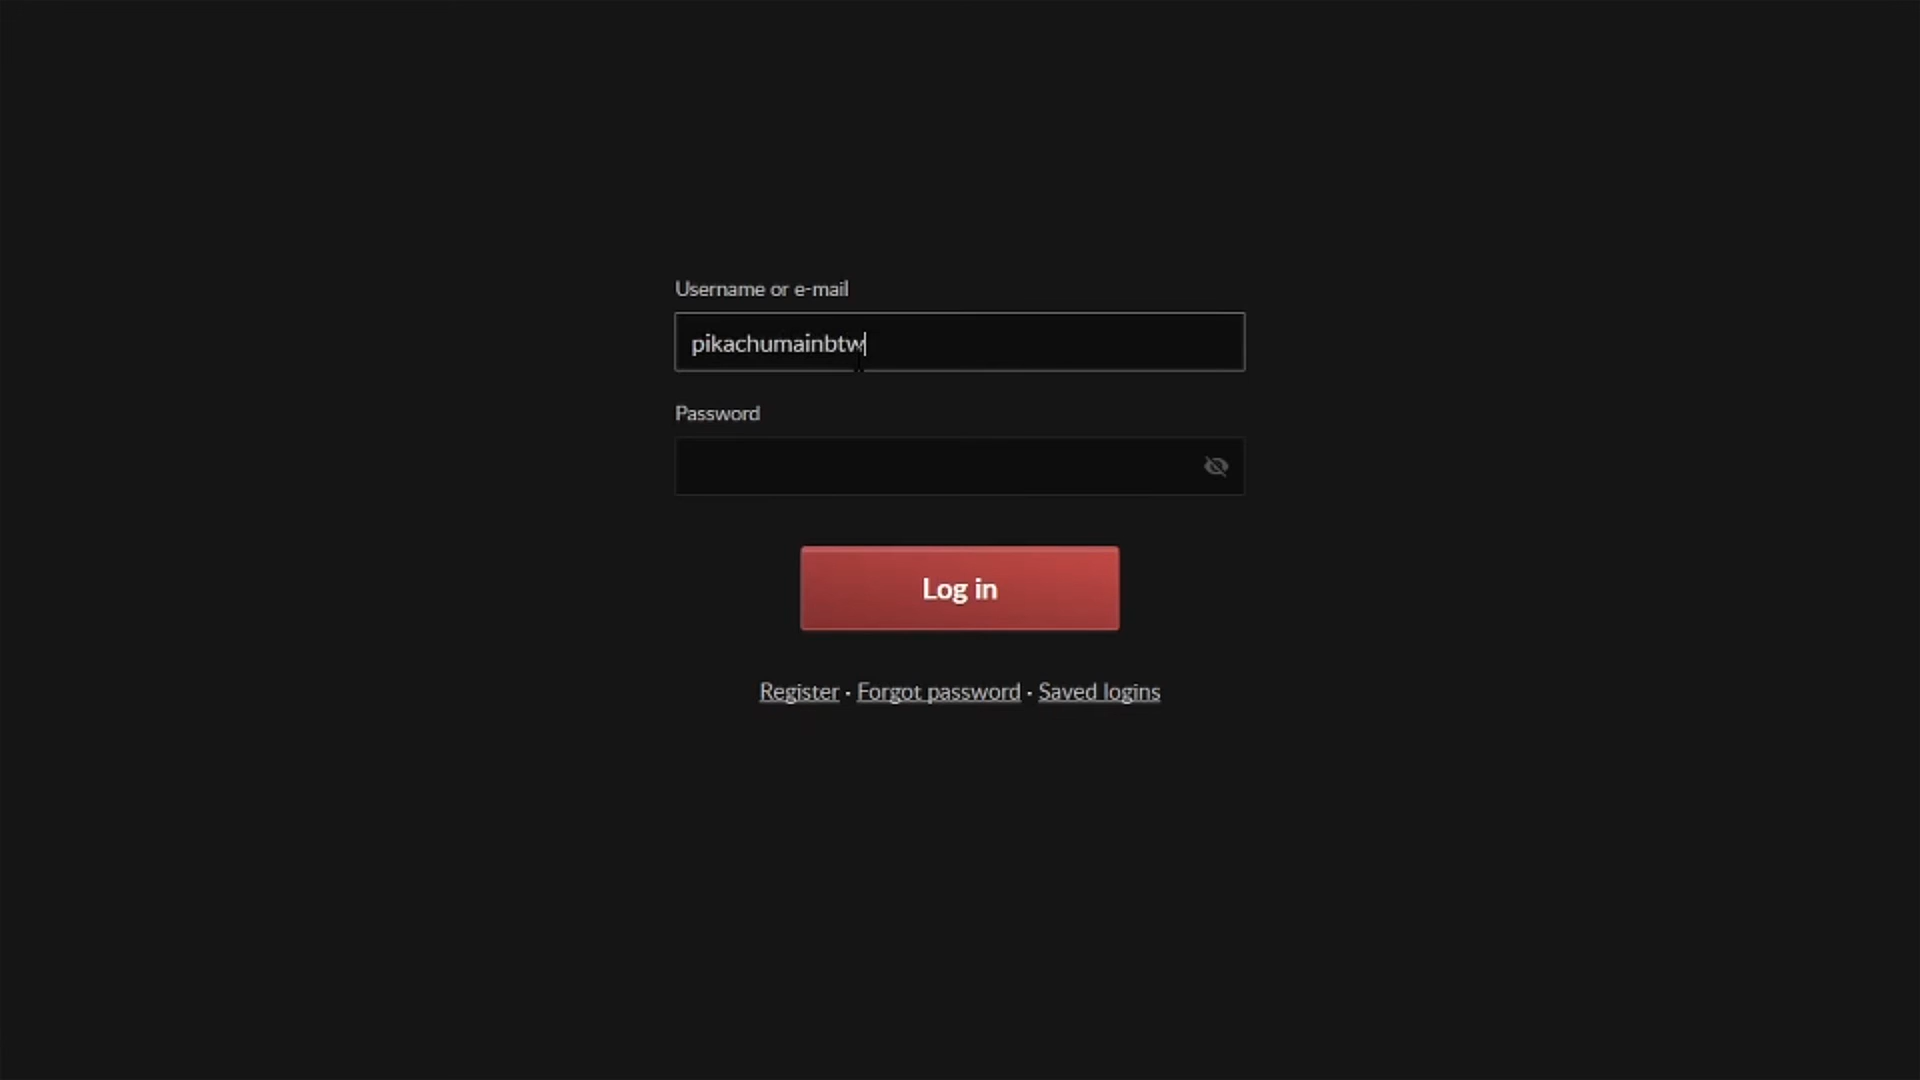 Username or e-mail
pikachumainbtw
Password
Log in
Register · Forgot password · Saved logins